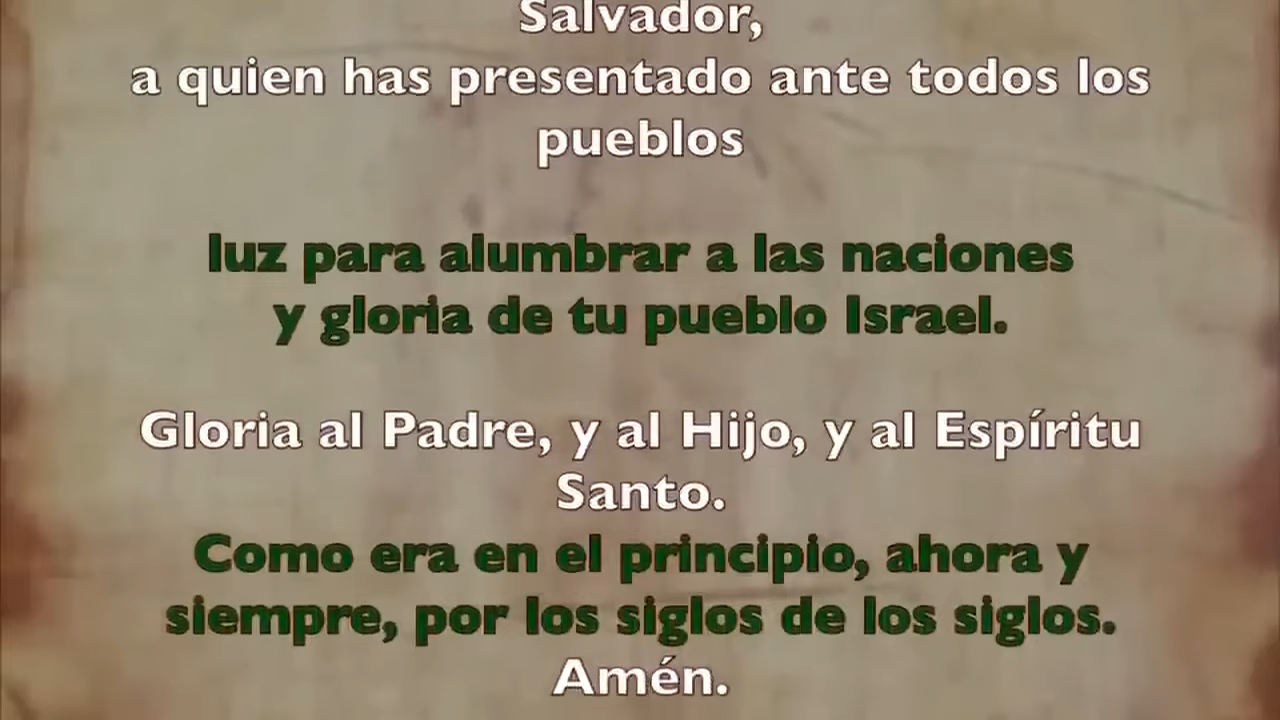 Salvador,
a quien has presentado ante todos los
pueblos
luz para alumbrar a las naciones
y gloria de tu pueblo Israel.
Gloria al Padre, y al Hijo, y al Espíritu
Santo.
Como era en el principio, ahora y
siempre, por los siglos de los siglos.
Amén.